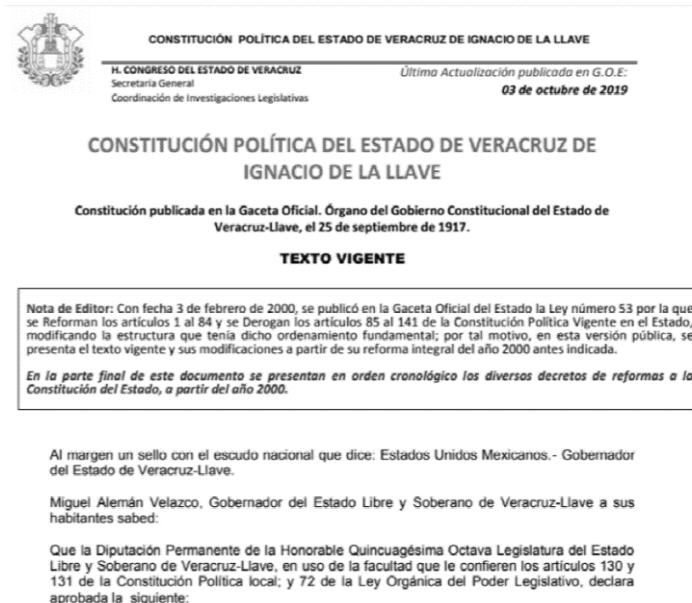 CONSTITUCIÓN POLÍTICA DEL ESTADO DE VERACRUZ DE IGNACIO DE LA LLAVE
H. CONGRESO DEL ESTADO DE VERACRUZ
Secretaría General
Coordinación de Investigaciones Legislativas
Última Actualización publicada en G.O.E:
03 de octubre de 2019
CONSTITUCIÓN POLÍTICA DEL ESTADO DE VERACRUZ DE
IGNACIO DE LA LLAVE
Constitución publicada en la Gaceta Oficial. Órgano del Gobierno Constitucional del Estado de
Veracruz-Llave, el 25 de septiembre de 1917.
TEXTO VIGENTE
Nota de Editor: Con fecha 3 de febrero de 2000, se publicó en la Gaceta Oficial del Estado la Ley número 53 por la que
se Reforman los artículos 1 al 84 y se Derogan los artículos 85 al 141 de la Constitución Política Vigente en el Estado,
modificando la estructura que tenía dicho ordenamiento fundamental; por tal motivo, en esta versión pública, se
presenta el texto vigente y sus modificaciones a partir de su reforma integral del año 2000 antes indicada.
En la parte final de este documento se presentan en orden cronológico los diversos decretos de reformas a la
Constitución del Estado, a partir del año 2000.
Al margen un sello con el escudo nacional que dice: Estados Unidos Mexicanos.- Gobernador
del Estado de Veracruz-Llave.
Miguel Alemán Velazco, Gobernador del Estado Libre y Soberano de Veracruz-Llave a sus
habitantes sabed:
Que la Diputación Permanente de la Honorable Quincuagésima Octava Legislatura del Estado
Libre y Soberano de Veracruz-Llave, en uso de la facultad que le confieren los artículos 130 y
131 de la Constitución Política local; y 72 de la Ley Orgánica del Poder Legislativo, declara
aprobada la siguiente: